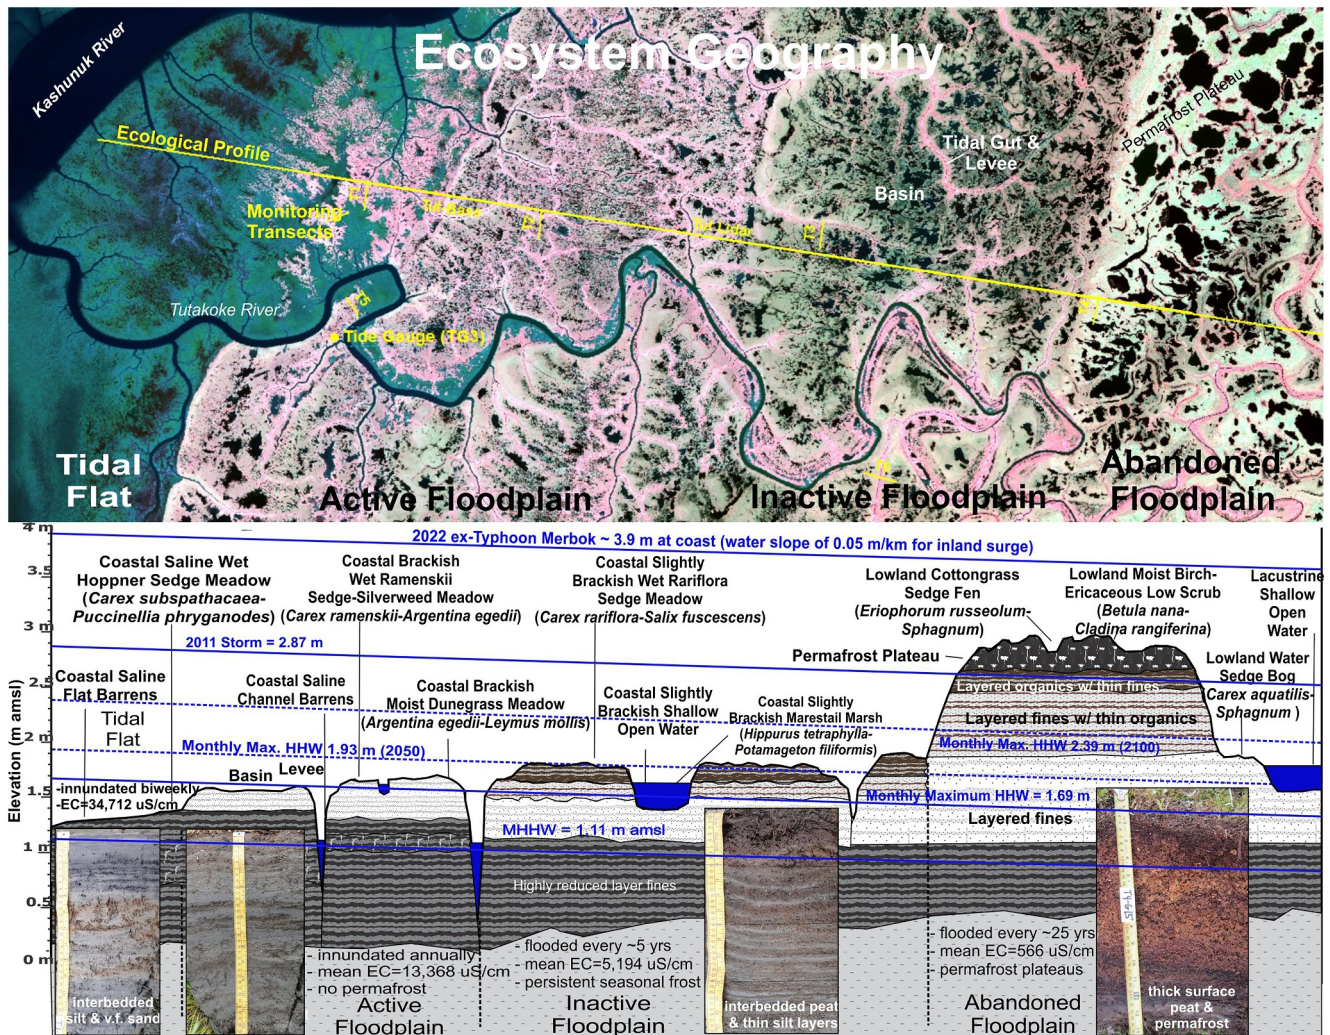 Ecosystem Geography
Kashunuk River
Permafrost Plateau
Ecological Profile
Tidal Gut &
Levee
Basin
T1
Monitoring
Transects
Tut Base
T2
Tut Lidar
T3
Tutakoke River
T5
Tide Gauge (TG3)
Tidal
Flat
Active Floodplain
Inactive Floodplain
Abandoned
Floodplain
4 m
3.5
3 m
2.5
2 m
1.5
1 m
0.5
0 m
Elevation (m amsl)
2022 ex-Typhoon Merbok ~ 3.9 m at coast (water slope of 0.05 m/km for inland surge)
Coastal Saline Wet
Hoppner Sedge Meadow
(Carex subspathacaea-
Puccinellia phryganodes)
Coastal Brackish
Wet Ramenskii
Sedge-Silverweed Meadow
(Carex ramenskii-Argentina egedii)
Coastal Slightly
Brackish Wet Rariflora
Sedge Meadow
(Carex rariflora-Salix fuscescens)
Lowland Cottongrass
Sedge Fen
(Eriophorum russeolum-
Sphagnum)
Lowland Moist Birch-
Ericaceous Low Scrub
(Betula nana-
Cladina rangiferina)
Lacustrine
Shallow
Open
Water
2011 Storm = 2.87 m
Permafrost Plateau
Lowland Water
Sedge Bog
(Carex aquatilis-
Sphagnum )
Coastal Saline
Flat Barrens
Tidal
Flat
Coastal Saline
Channel Barrens
Coastal Brackish
Moist Dunegrass Meadow
(Argentina egedii-Leymus mollis)
Coastal Slightly
Brackish Shallow
Open Water
Coastal Slightly
Brackish Marestail Marsh
(Hippurus tetraphylla-
Potamageton filiformis)
Layered organics w/ thin fines
Layered fines w/ thin organics
Monthly Max. HHW 1.93 m (2050)
Monthly Max. HHW 2.39 m (2100)
Basin
Levee
-innundated biweekly
-EC=34,712 uS/cm
Monthly Maximum HHW = 1.69 m
Layered fines
MHHW = 1.11 m amsl
Highly reduced layer fines
T4-G15
- innundated annually
- mean EC=13,368 uS/cm
- no permafrost
Active
Floodplain
- flooded every ~5 yrs
- mean EC=5,194 uS/cm
- persistent seasonal frost
Inactive
Floodplain
- flooded every ~25 yrs
- mean EC=566 uS/cm
- permafrost plateaus
Abandoned
Floodplain
interbedded
silt & v.f. sand
interbedded peat
& thin silt layers
thick surface
peat &
permafrost